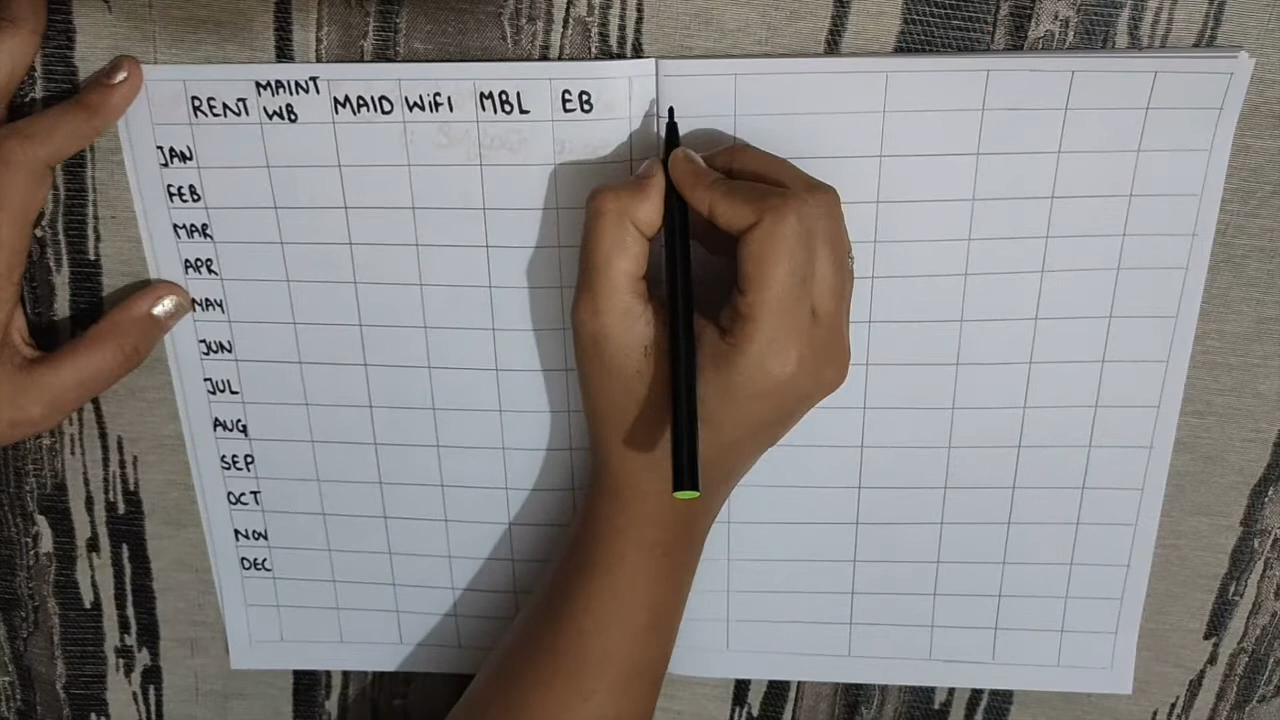 RENT MAINT WB MAID WiFI MBL EB
JAN
FEB
MAR
APR
MAY
JUN
JUL
AUG
SEP
OCT
NOV
DEC